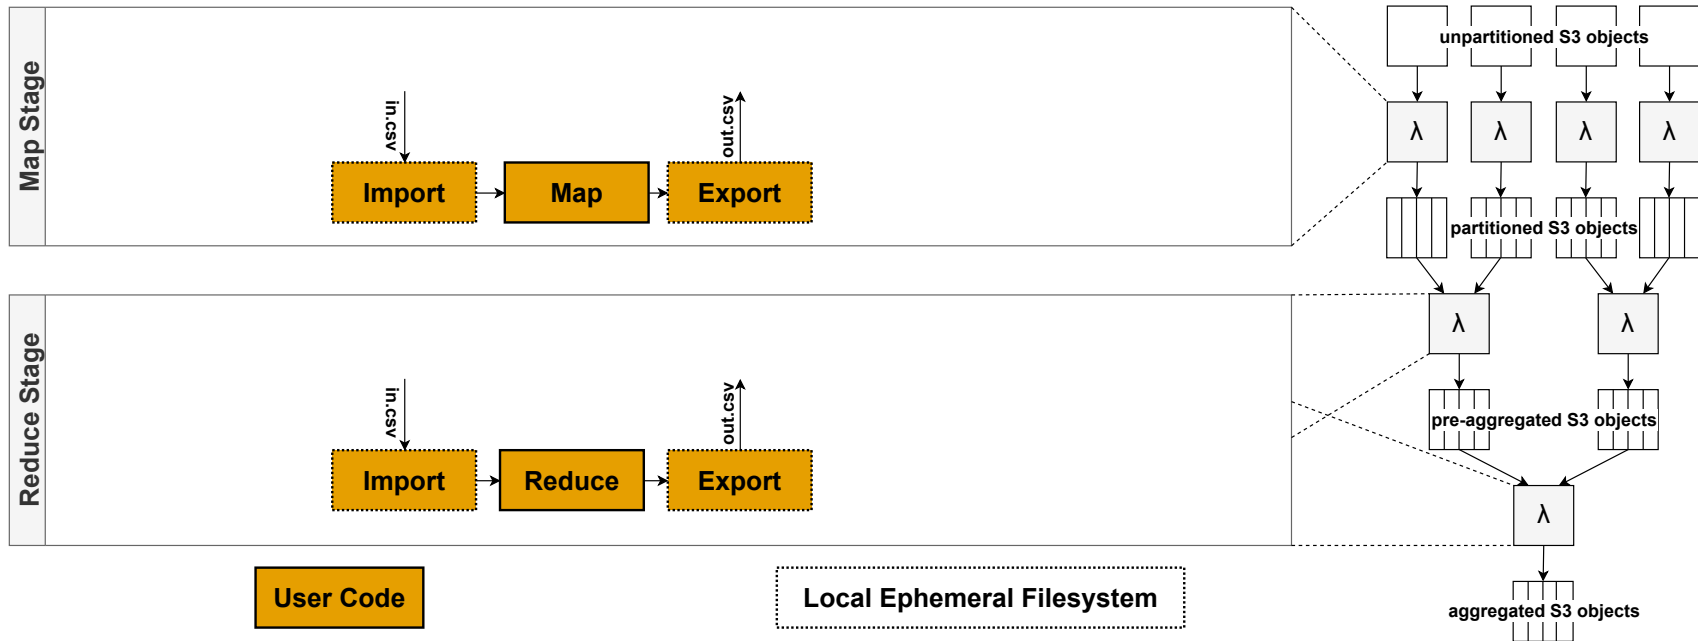 Map Stage
in.csv
out.csv
Import
Map
Export
unpartitioned S3 objects
λ
λ
λ
λ
partitioned S3 objects
Reduce Stage
in.csv
out.csv
Import
Reduce
Export
λ
λ
pre-aggregated S3 objects
λ
aggregated S3 objects
User Code
Local Ephemeral Filesystem